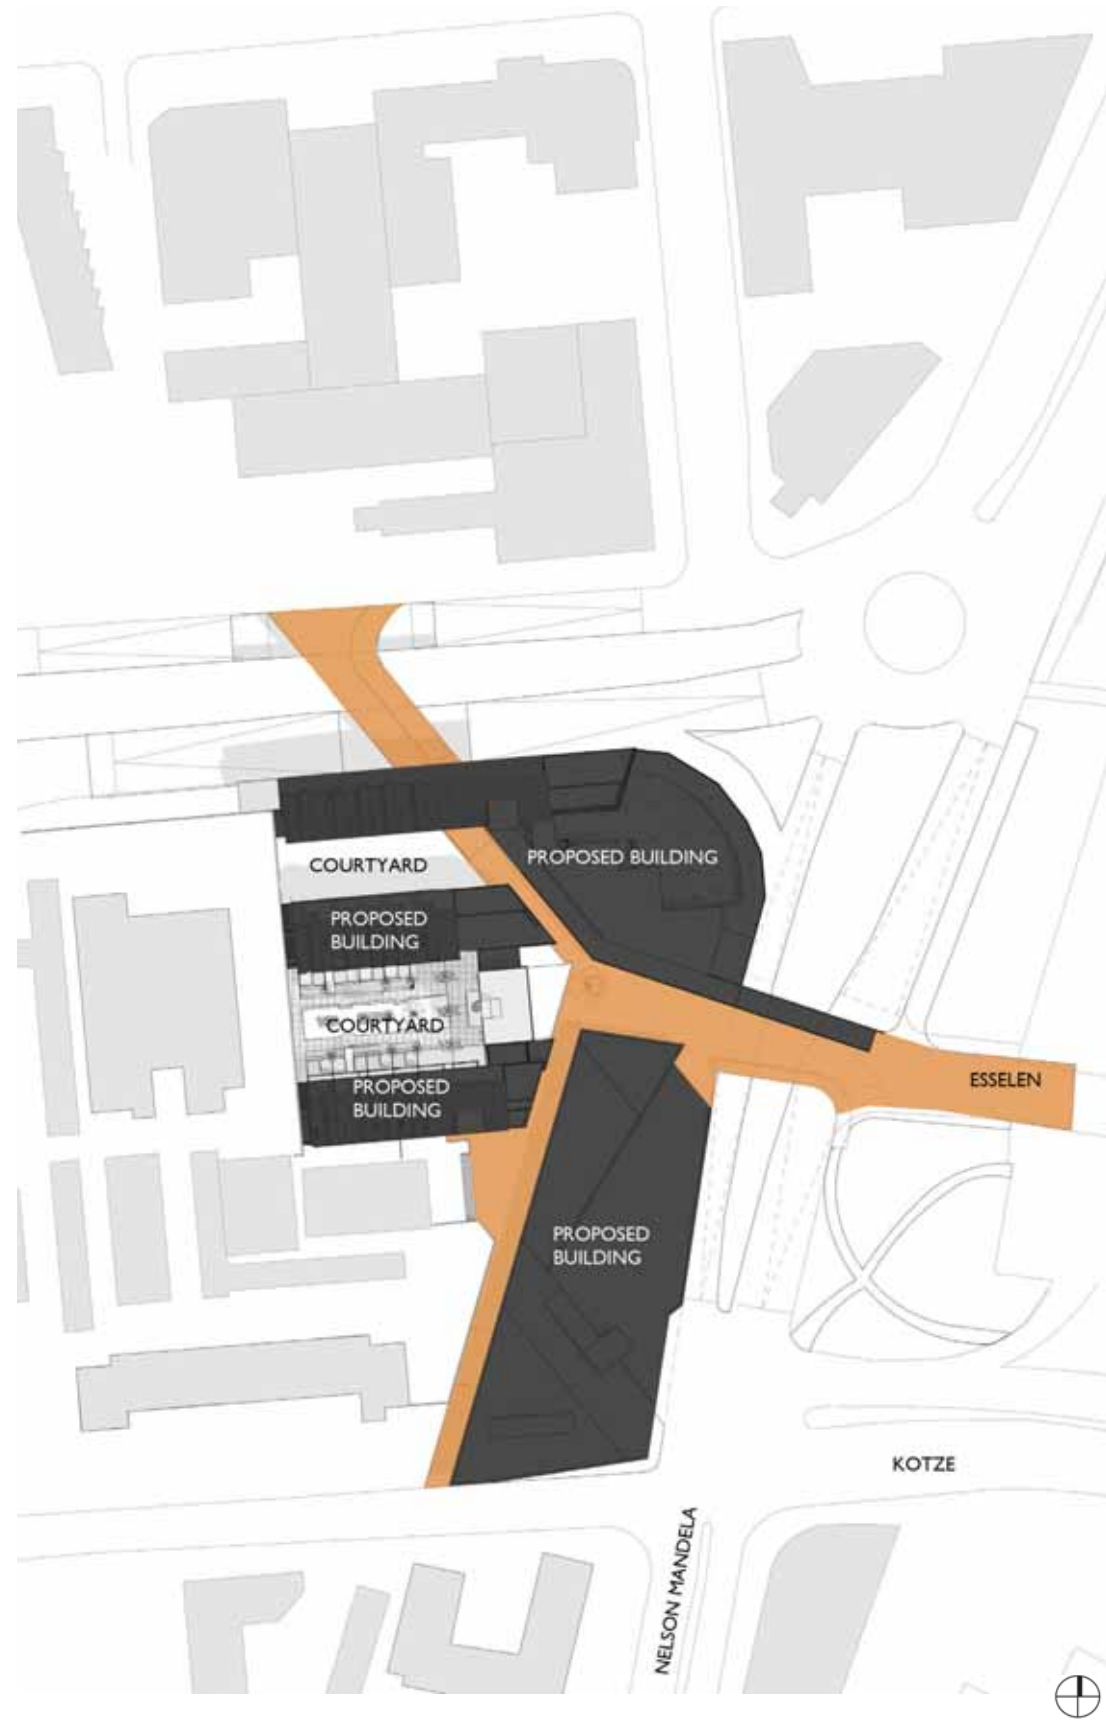 PROPOSED BUILDING
COURTYARD
PROPOSED
BUILDING
COURTYARD
PROPOSED
BUILDING
ESSELEN
PROPOSED
BUILDING
KOTZE
NELSON MANDELA